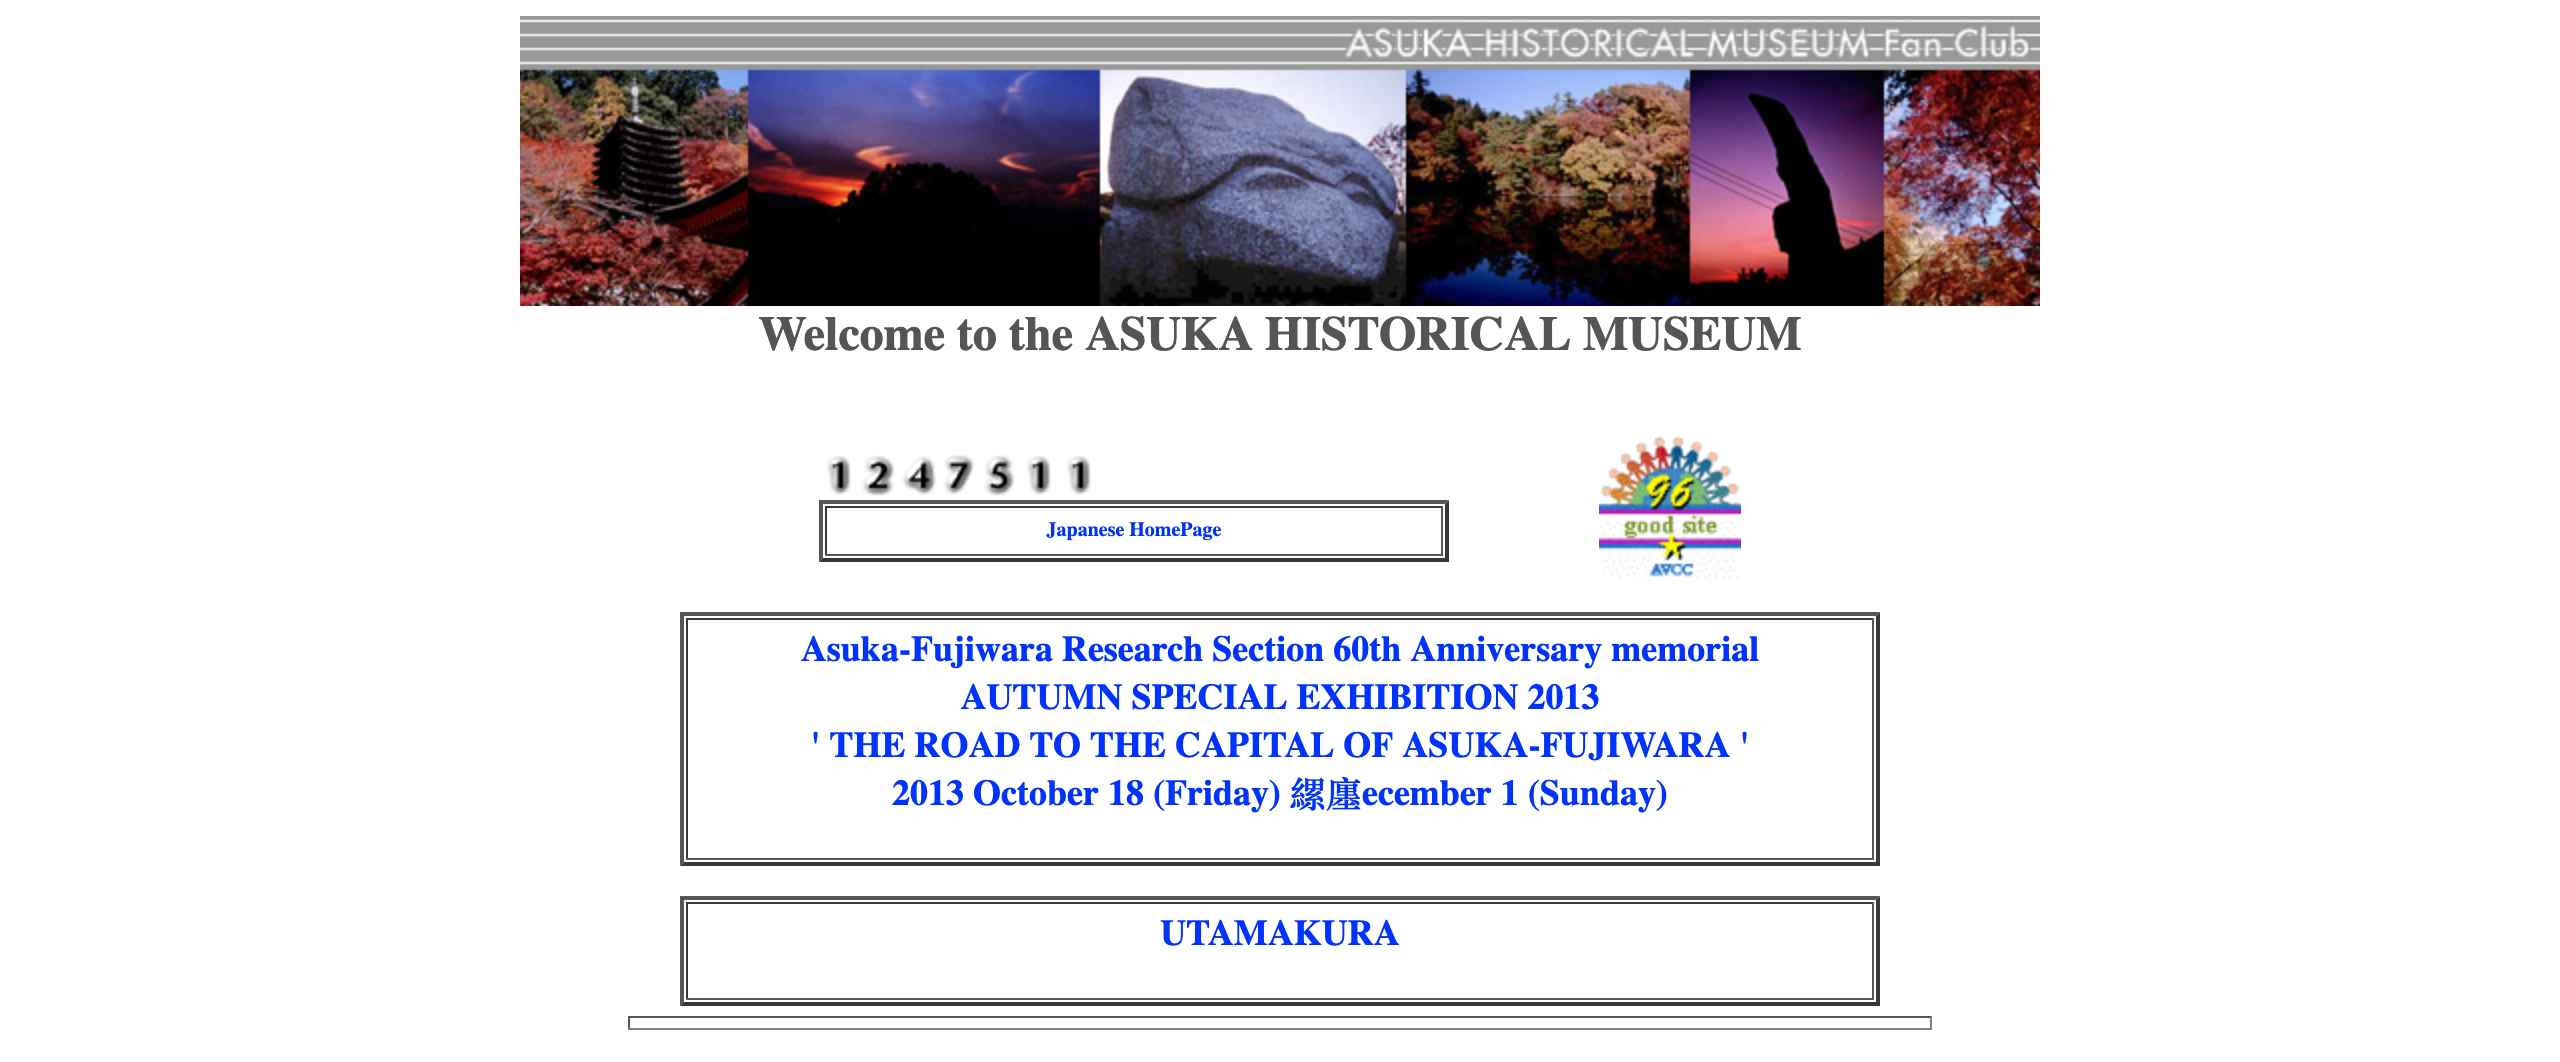 ASUKA HISTORICAL MUSEUM Fan Club
Welcome to the ASUKA HISTORICAL MUSEUM
1247511
96
good site
AVCC
Japanese HomePage
Asuka-Fujiwara Research Section 60th Anniversary memorial
AUTUMN SPECIAL EXHIBITION 2013
' THE ROAD TO THE CAPITAL OF ASUKA-FUJIWARA '
2013 October 18 (Friday) 縲廛ecember 1 (Sunday)
UTAMAKURA